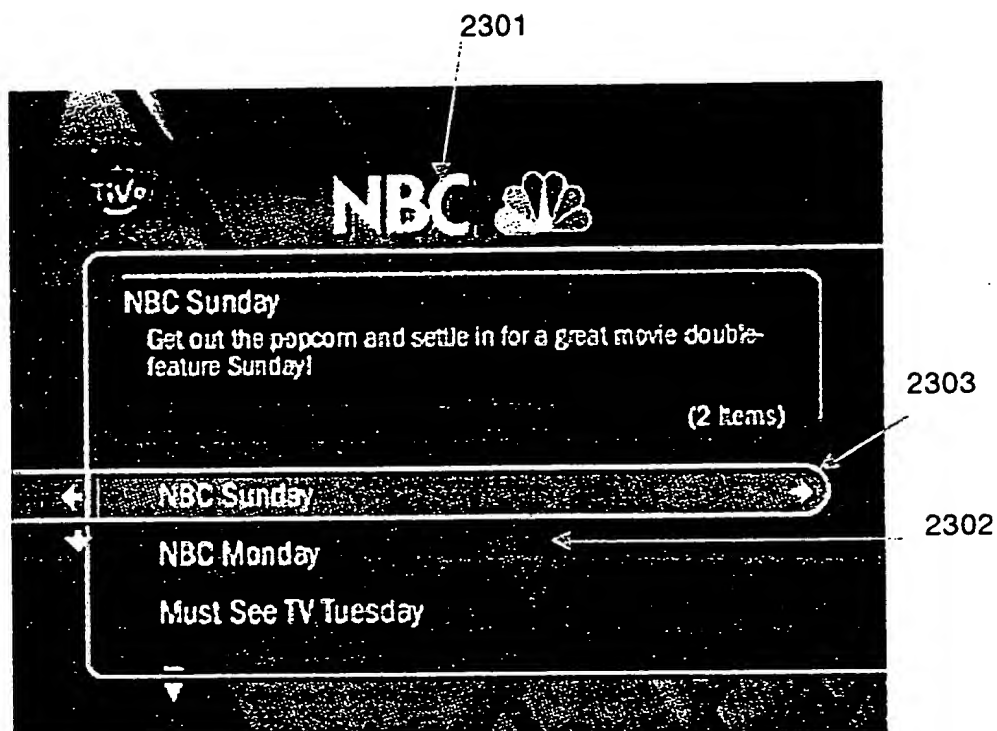 2301
TiVo
NBC
NBC Sunday
Get out the popcorn and settle in for a great movie double-
feature Sunday!
(2 items)
2303
NBC Sunday
2302
NBC Monday
Must See TV Tuesday